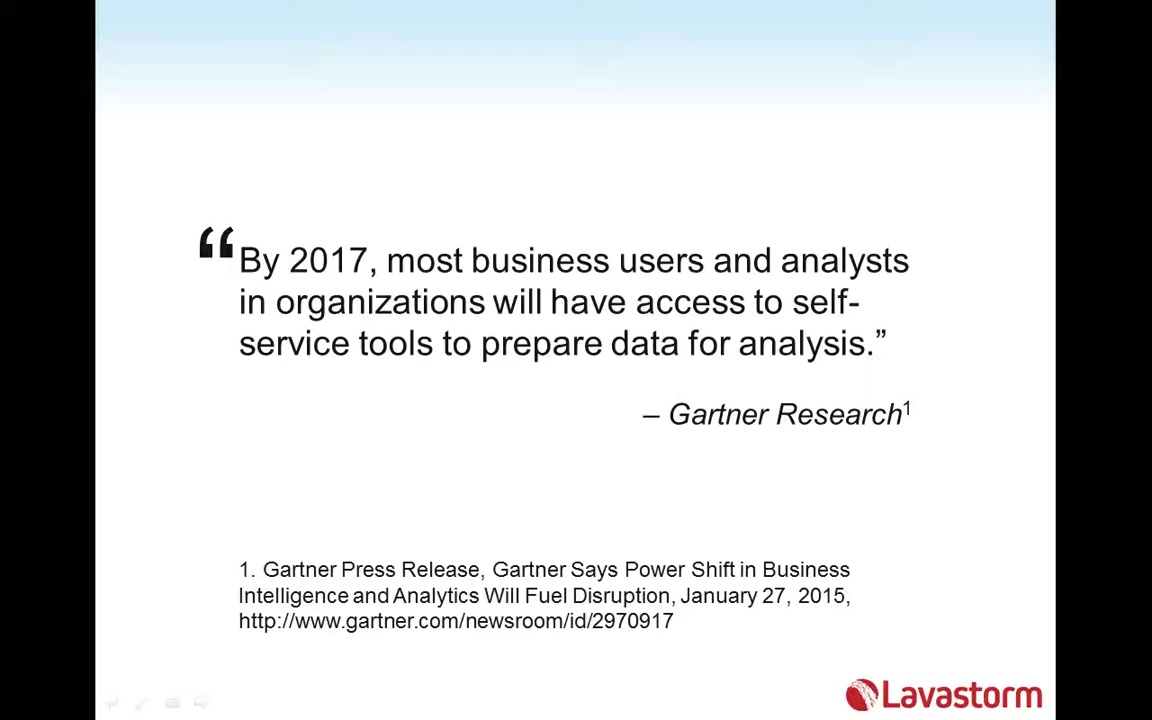 “By 2017, most business users and analysts
in organizations will have access to self-
service tools to prepare data for analysis.”
– Gartner Research¹
1. Gartner Press Release, Gartner Says Power Shift in Business
Intelligence and Analytics Will Fuel Disruption, January 27, 2015,
http://www.gartner.com/newsroom/id/2970917
Lavastorm